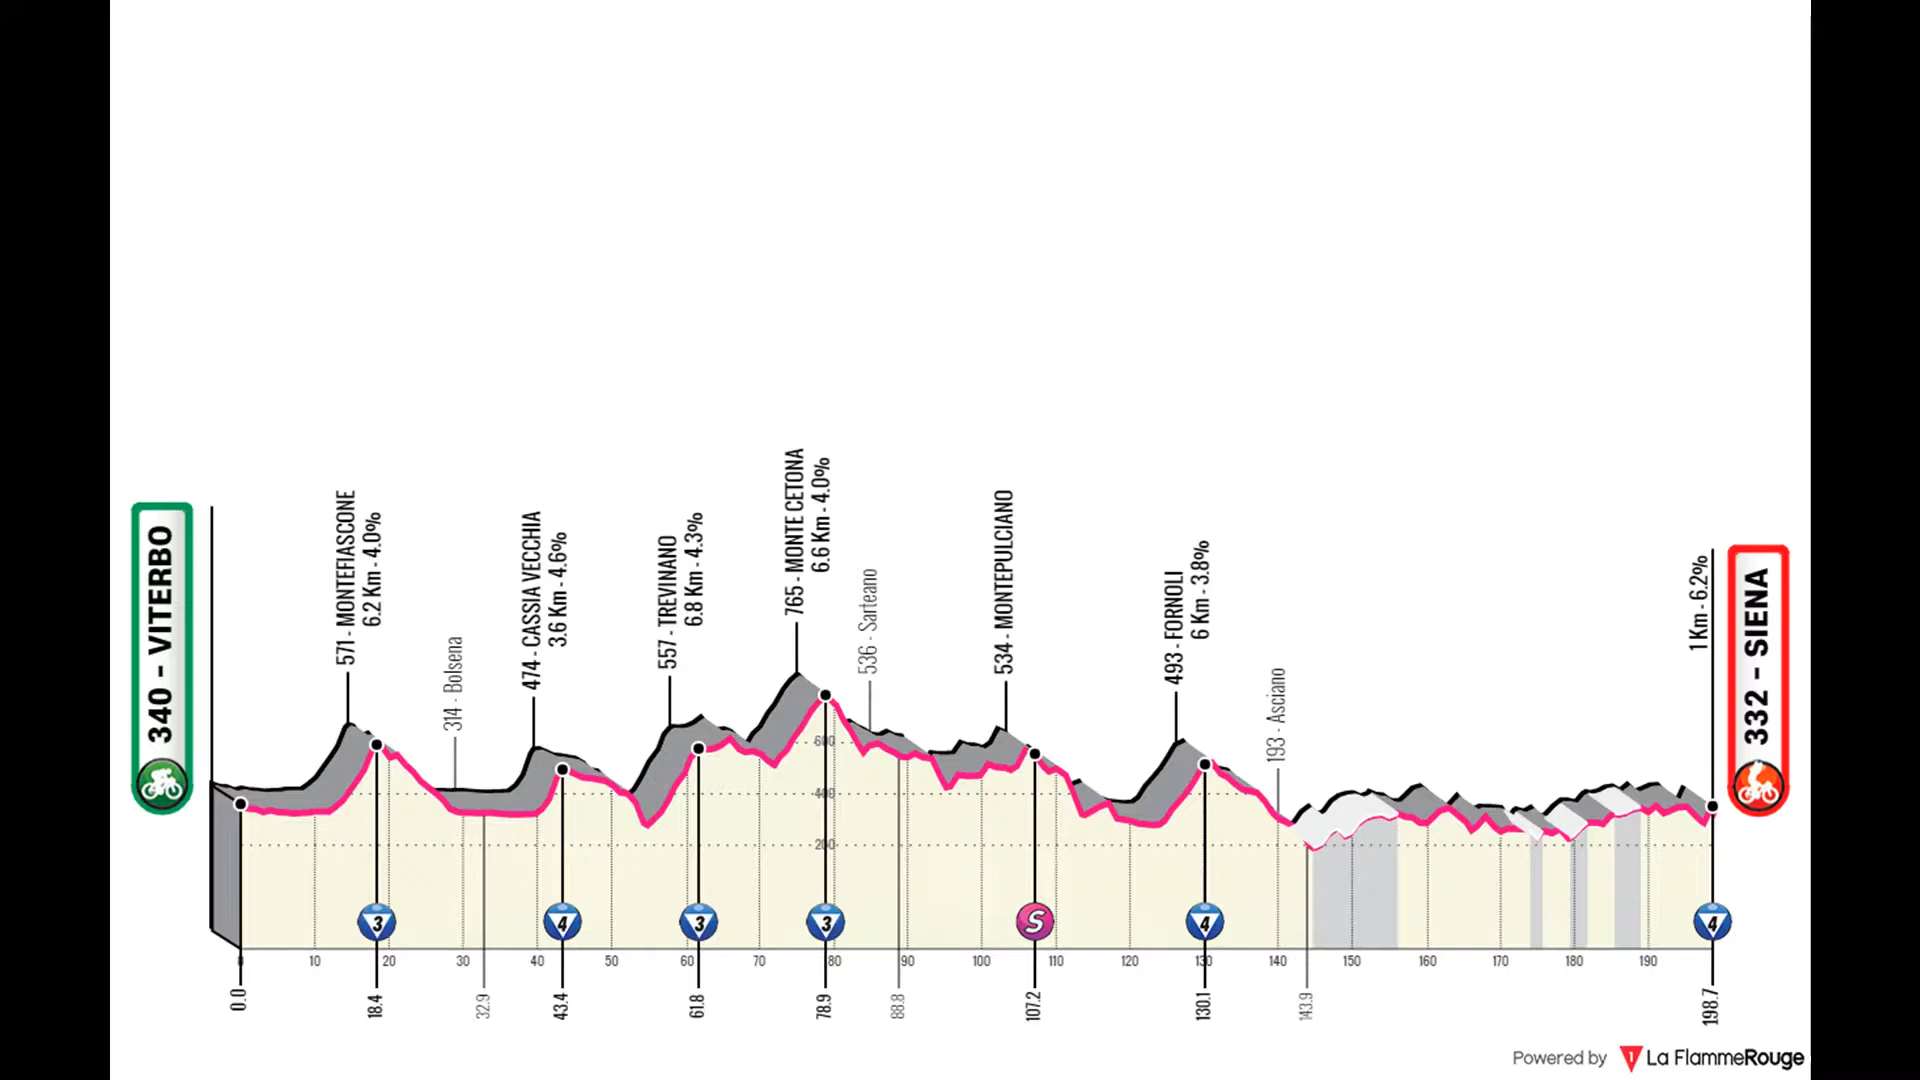 340 - VITERBO
571 - MONTEFIASCONE
6.2 Km - 4.0%
314 - Bolsena
474 - CASSIA VECCHIA
3.6 Km - 4.6%
557 - TREVINANO
6.8 Km - 4.3%
765 - MONTE CETONA
6.6 Km - 4.0%
536 - Sarteano
534 - MONTEPULCIANO
493 - FORNOLI
6 Km - 3.8%
193 - Asciano
1 Km - 6.2%
332 - SIENA
600
400
200
3
4
3
3
S
4
4
10
20
30
40
50
60
70
80
90
100
110
120
130
140
150
160
170
180
190
0.0
18.4
32.9
43.4
61.8
78.9
88.8
107.2
130.1
143.9
198.7
Powered by 1 La FlammeRouge